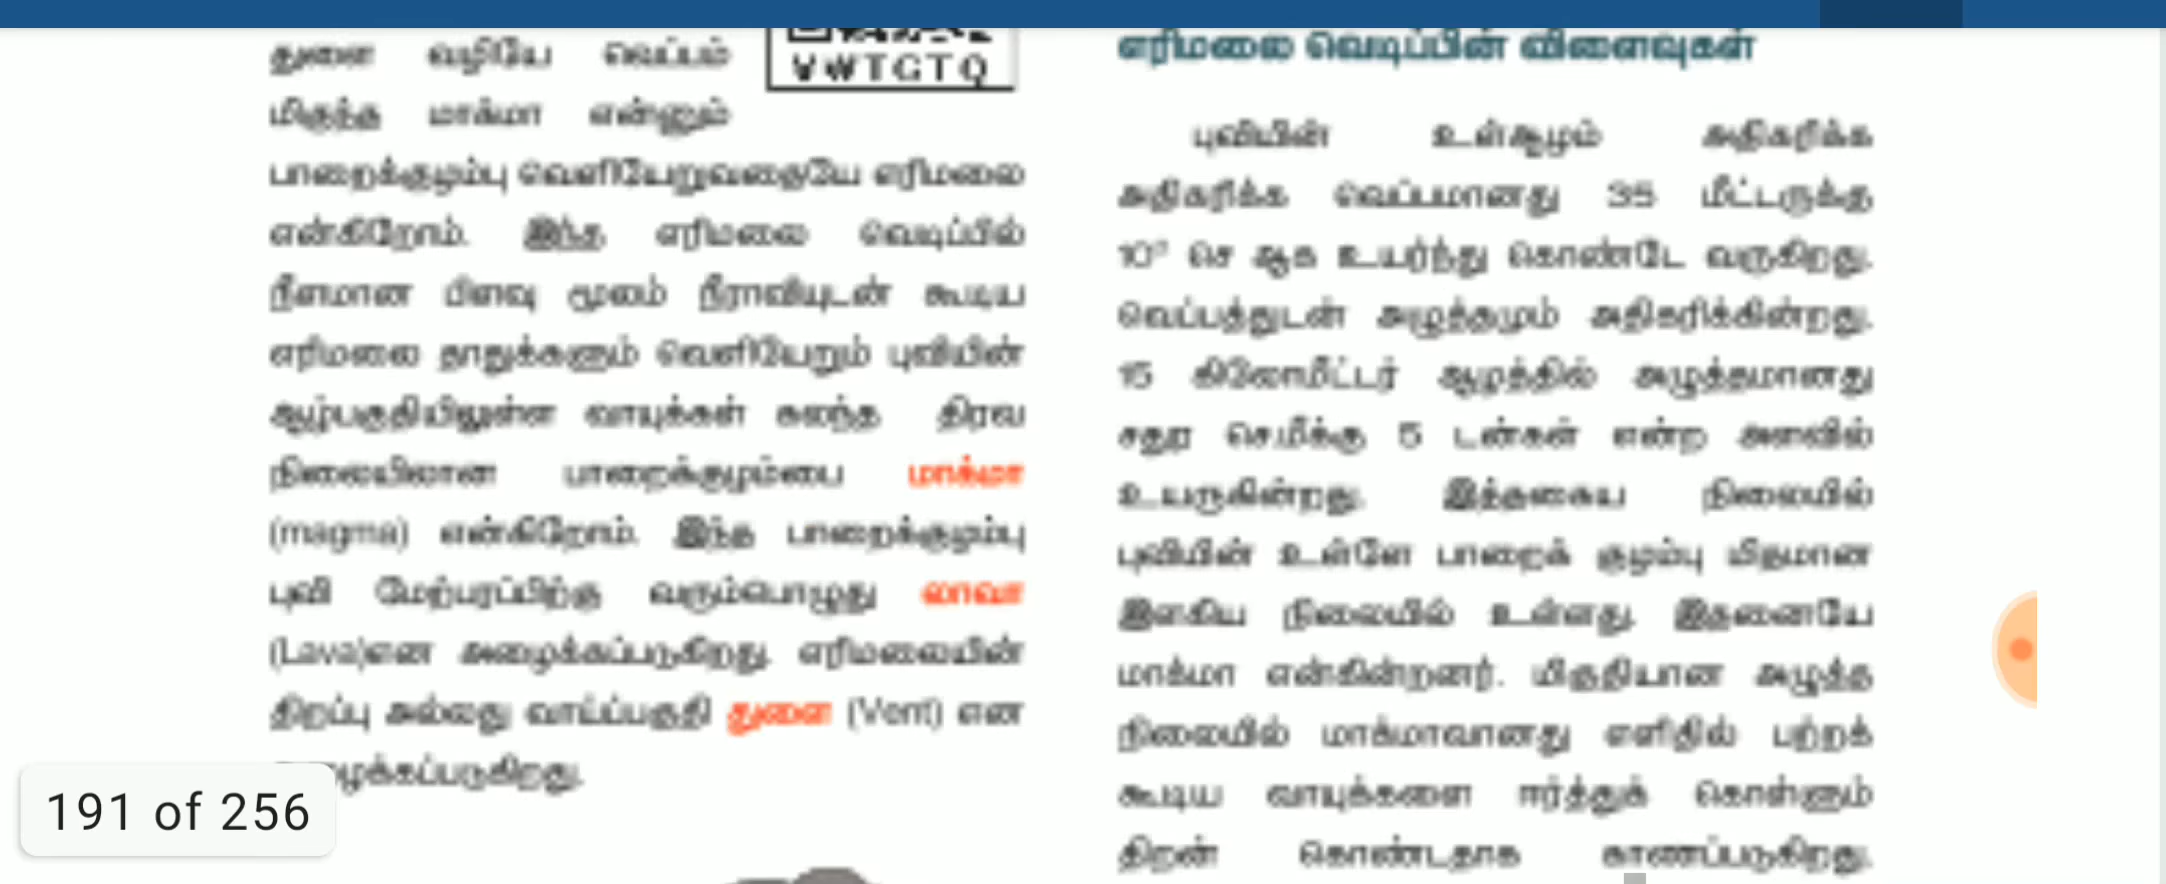 துளை வழியே வெப்பம்
மிகுந்த மாக்மா என்னும்
பாறைக்குழம்பு வெளியேறுவதையே எரிமலை
என்கிறோம். இந்த எரிமலை வெடிப்பில்
நீளமான பிளவு மூலம் நீராவியுடன் கூடிய
எரிமலை தாதுக்களும் வெளியேறும் புவியின்
ஆழ்பகுதியிலுள்ள வாயுக்கள் கலந்த திரவ
நிலையிலான பாறைக்குழம்பை மாக்மா
(magma) என்கிறோம். இந்த பாறைக்குழம்பு
புவி மேற்பரப்பிற்கு வரும்பொழுது லாவா
(Lava)என அழைக்கப்படுகிறது. எரிமலையின்
திறப்பு அல்லது வாய்ப்பகுதி துளை (Vent) என
ழைக்கப்படுகிறது.
VWTGTQ
எரிமலை வெடிப்பின் விளைவுகள்
புவியின் உள்ஆழம் அதிகரிக்க
அதிகரிக்க வெப்பமானது 35 மீட்டருக்கு
10° செ ஆக உயர்ந்து கொண்டே வருகிறது.
வெப்பத்துடன் அழுத்தமும் அதிகரிக்கின்றது.
15 கிலோமீட்டர் ஆழத்தில் அழுத்தமானது
சதுர செ.மீக்கு 5 டன்கள் என்ற அளவில்
உயருகின்றது. இத்தகைய நிலையில்
புவியின் உள்ளே பாறைக் குழம்பு மிதமான
இளகிய நிலையில் உள்ளது. இதனையே
மாக்மா என்கின்றனர். மிகுதியான அழுத்த
நிலையில் மாக்மாவானது எளிதில் பற்றக்
கூடிய வாயுக்களை ஈர்த்துக் கொள்ளும்
திறன் கொண்டதாக காணப்படுகிறது.
191 of 256